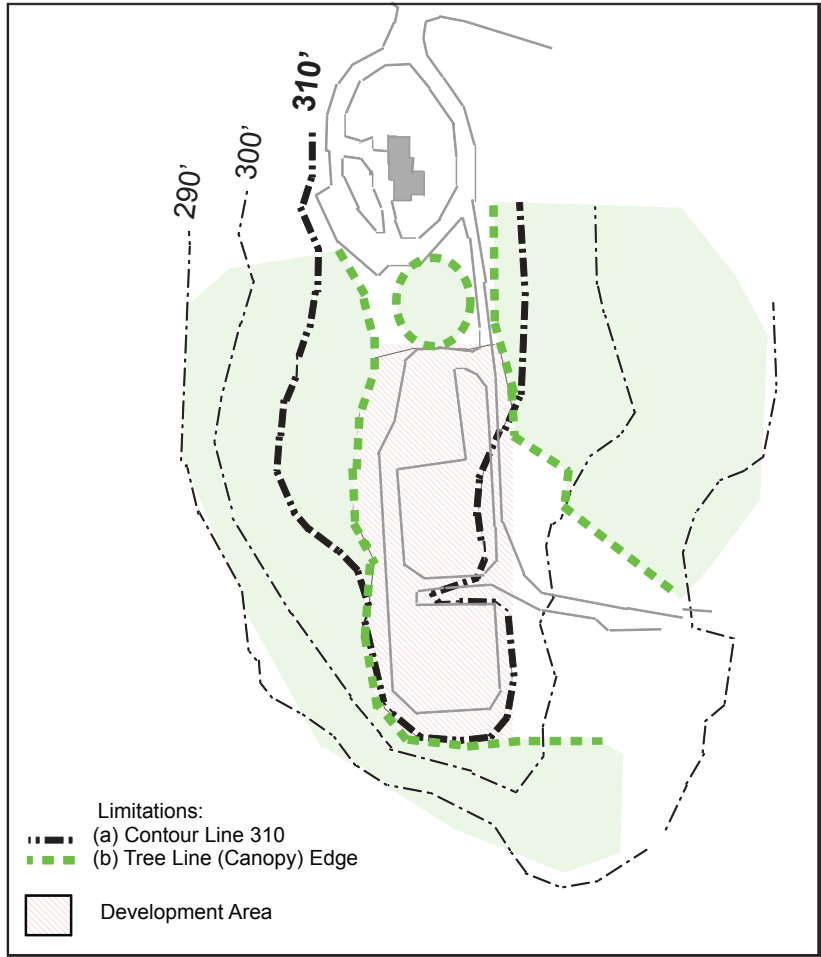 310'
300'
290'
Limitations:
(a) Contour Line 310
(b) Tree Line (Canopy) Edge
Development Area